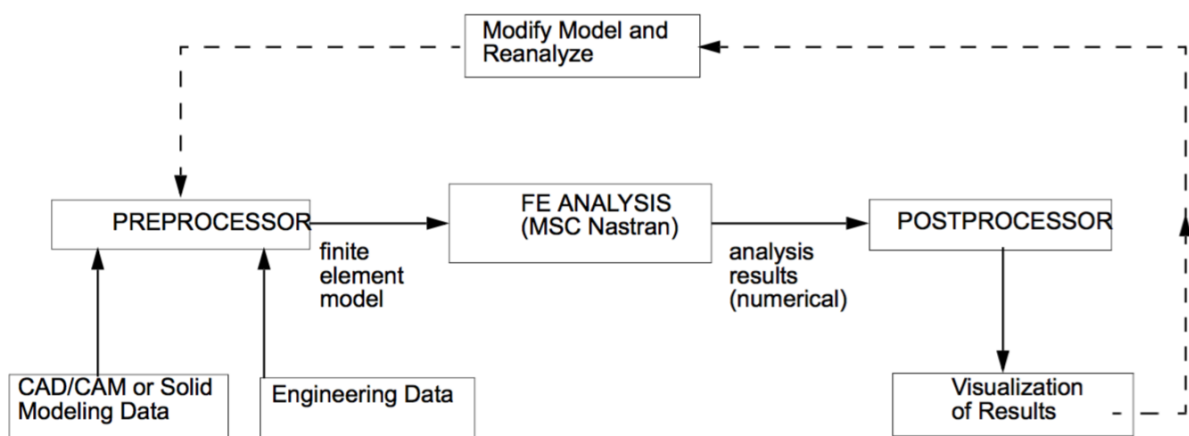 Modify Model and
Reanalyze
PREPROCESSOR
finite
element
model
FE ANALYSIS
(MSC Nastran)
analysis
results
(numerical)
POSTPROCESSOR
CAD/CAM or Solid
Modeling Data
Engineering Data
Visualization
of Results